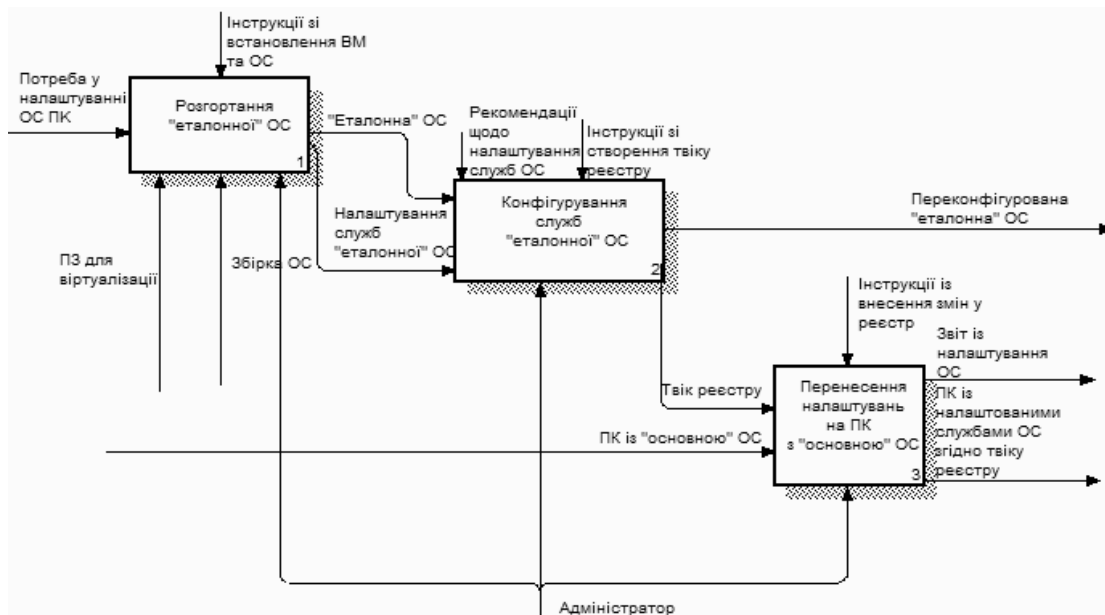 Інструкції зі
встановлення ВМ
та ОС
Потреба у
налаштуванні
ОС ПК
Розгортання
"еталонної" ОС
1
"Еталонна" ОС
Рекомендації
щодо
налаштування
служб ОС
Інструкції зі
створення твіку
реєстру
Налаштування
служб
"еталонної" ОС
Конфігурування
служб
"еталонної" ОС
2
Переконфігурована
"еталонна" ОС
ПЗ для
віртуалізації
Збірка ОС
Інструкції із
внесення змін у
реєстр
Твік реєстру
ПК із "основною" ОС
Перенесення
налаштувань
на ПК
з "основною" ОС
3
Звіт із
налаштування
ОС
ПК із
налаштованими
службами ОС
згідно твіку
реєстру
Адміністратор